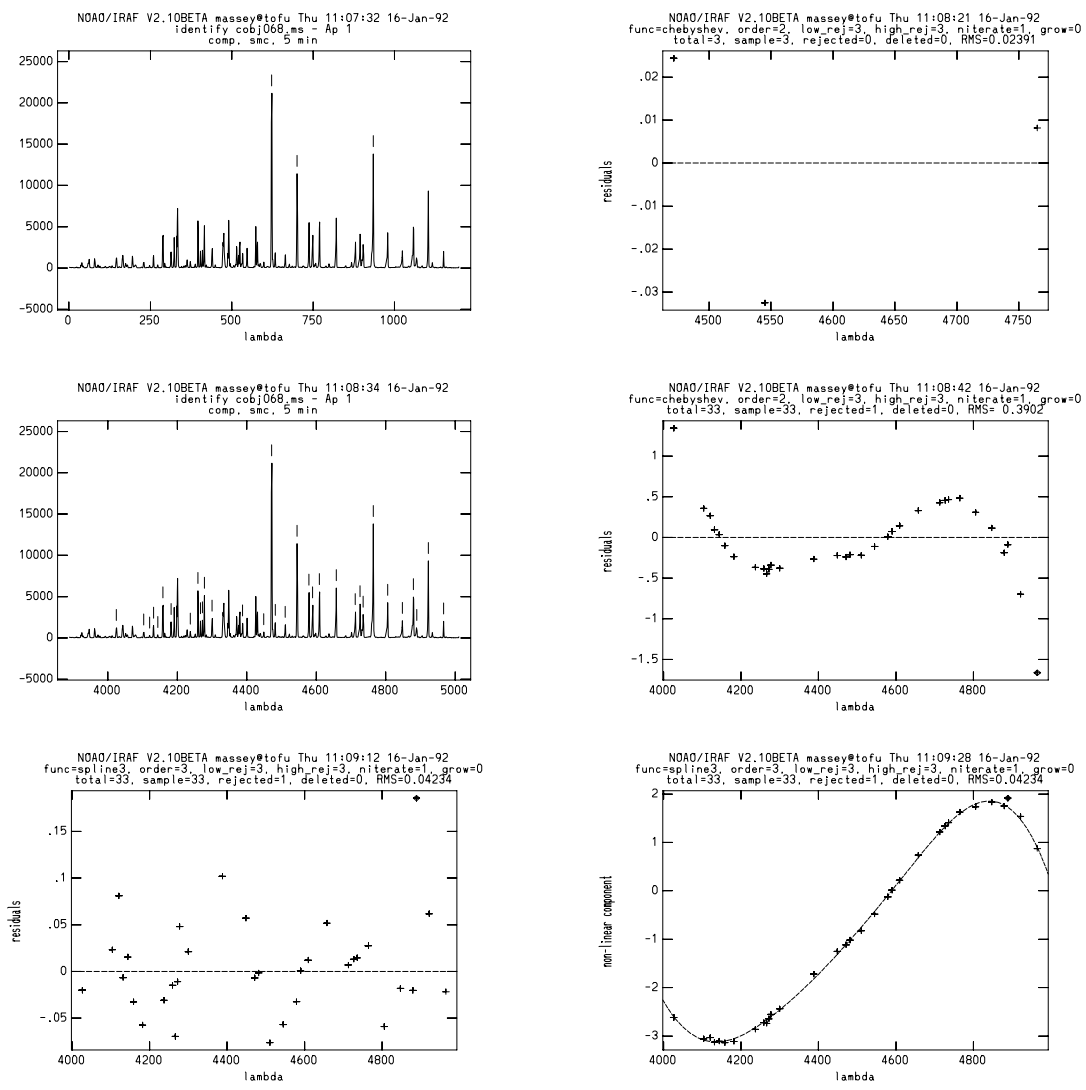 NOAO/IRAF V2.10BETA massey@tofu Thu 11:07:32 16-Jan-92
identify cobj068.ms - Ap 1
comp, smc, 5 min
25000
20000
15000
10000
5000
0
-5000
0 250 500 750 1000
lambda
NOAO/IRAF V2.10BETA massey@tofu Thu 11:08:21 16-Jan-92
func=chebyshev, order=2, low_rej=3, high_rej=3, niterate=1, grow=0
total=3, sample=3, rejected=0, deleted=0, RMS=0.02391
.02
.01
0
-.01
-.02
-.03
residuals
4500 4550 4600 4650 4700 4750
lambda
NOAO/IRAF V2.10BETA massey@tofu Thu 11:08:34 16-Jan-92
identify cobj068.ms - Ap 1
comp, smc, 5 min
25000
20000
15000
10000
5000
0
-5000
4000 4200 4400 4600 4800 5000
lambda
NOAO/IRAF V2.10BETA massey@tofu Thu 11:08:42 16-Jan-92
func=chebyshev, order=2, low_rej=3, high_rej=3, niterate=1, grow=0
total=33, sample=33, rejected=1, deleted=0, RMS= 0.3902
1
.5
0
-.5
-1
-1.5
residuals
4000 4200 4400 4600 4800
lambda
NOAO/IRAF V2.10BETA massey@tofu Thu 11:09:12 16-Jan-92
func=spline3, order=3, low_rej=3, high_rej=3, niterate=1, grow=0
total=33, sample=33, rejected=1, deleted=0, RMS=0.04234
.15
.1
.05
0
-.05
residuals
4000 4200 4400 4600 4800
lambda
NOAO/IRAF V2.10BETA massey@tofu Thu 11:09:28 16-Jan-92
func=spline3, order=3, low_rej=3, high_rej=3, niterate=1, grow=0
total=33, sample=33, rejected=1, deleted=0, RMS=0.04234
2
1
0
-1
-2
-3
non-linear component
4000 4200 4400 4600 4800
lambda